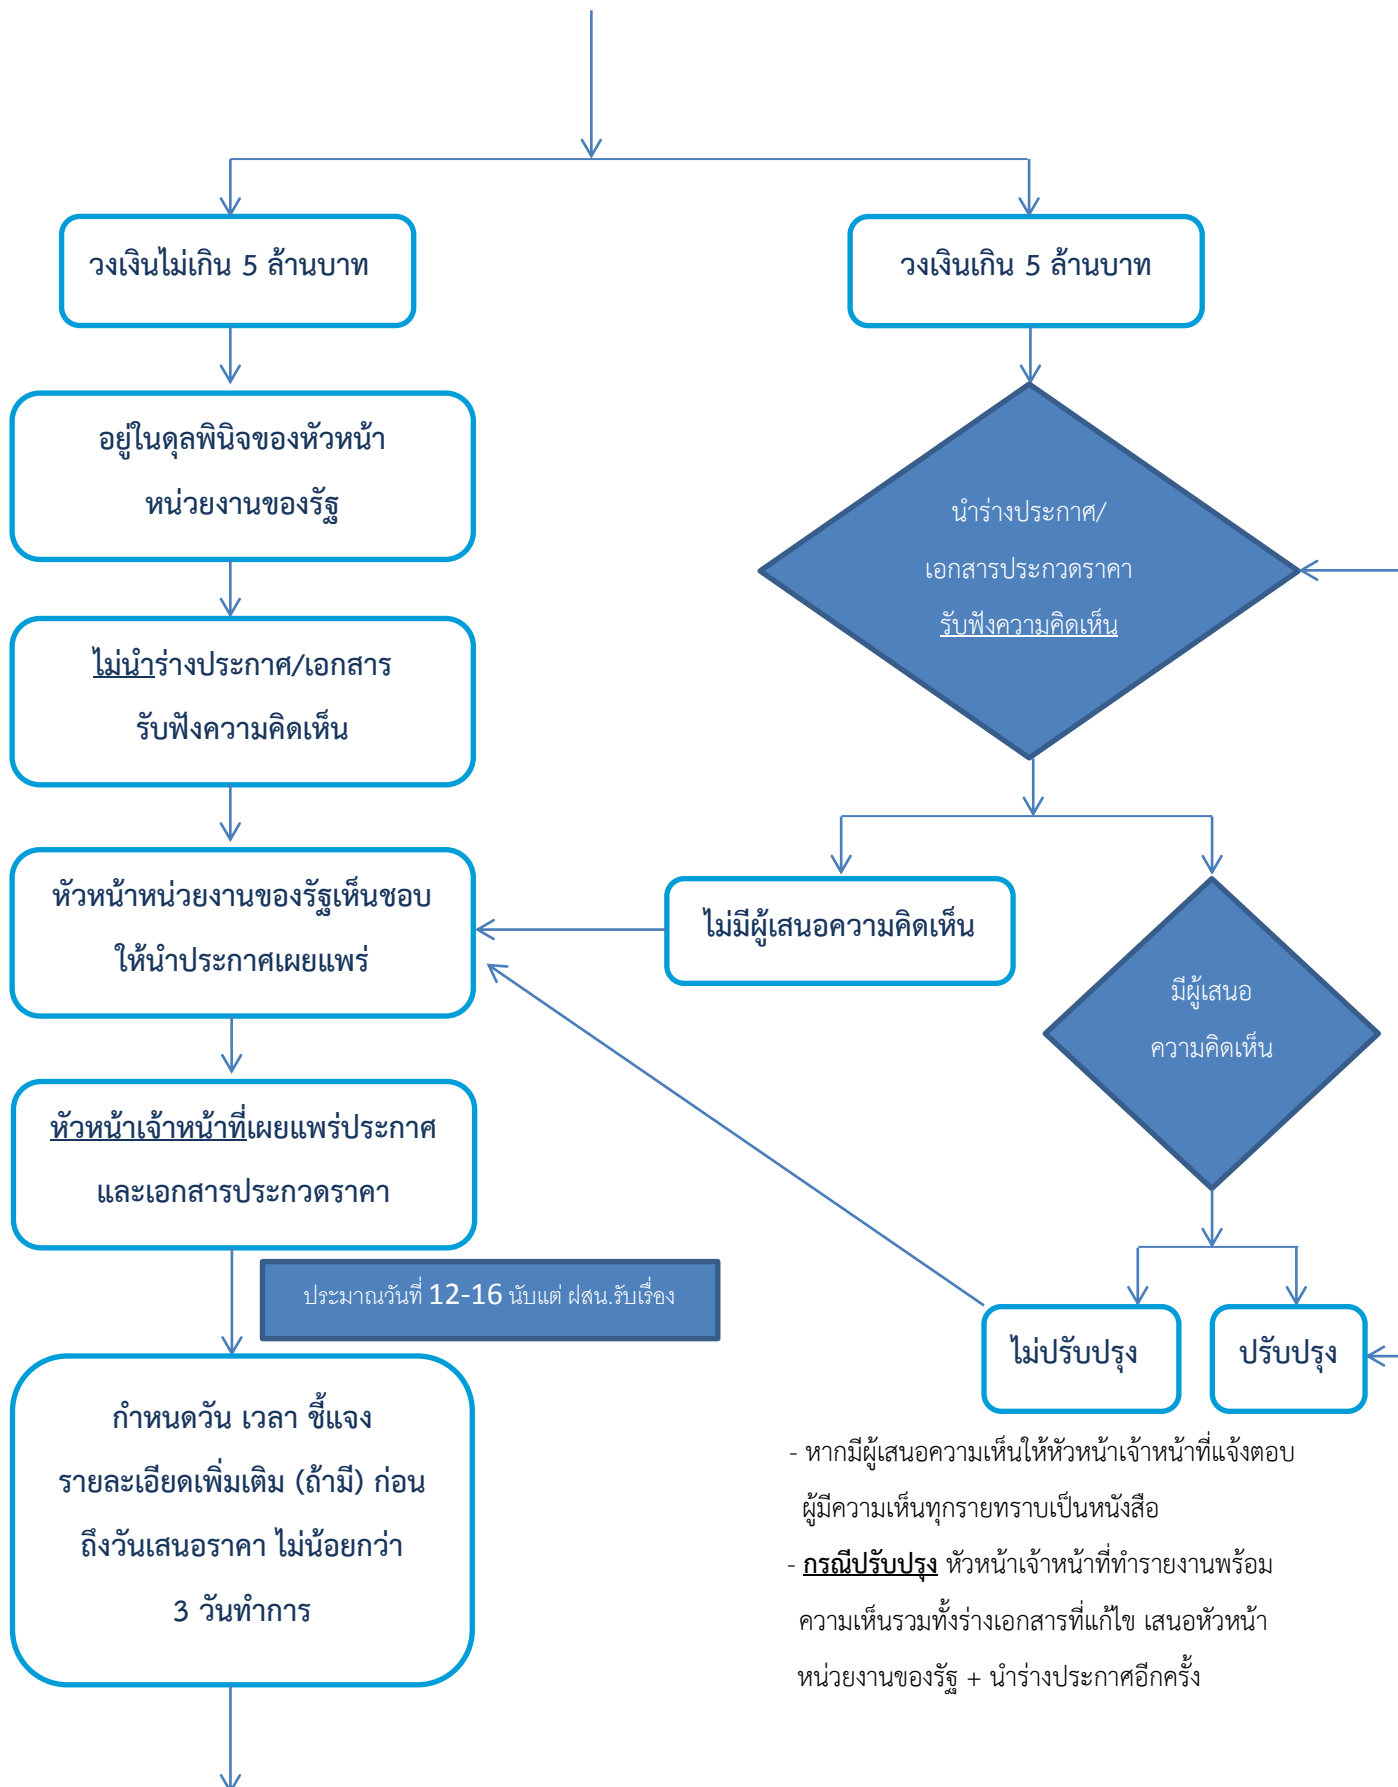 วงเงินไม่เกิน 5 ล้านบาท
วงเงินเกิน 5 ล้านบาท
อยู่ในดุลพินิจของหัวหน้า
หน่วยงานของรัฐ
นำร่างประกาศ/
เอกสารประกวดราคา
รับฟังความคิดเห็น
ไม่นำร่างประกาศ/เอกสาร
รับฟังความคิดเห็น
หัวหน้าหน่วยงานของรัฐเห็นชอบ
ให้นำประกาศเผยแพร่
ไม่มีผู้เสนอความคิดเห็น
มีผู้เสนอ
ความคิดเห็น
หัวหน้าเจ้าหน้าที่เผยแพร่ประกาศ
และเอกสารประกวดราคา
ประมาณวันที่ 12-16 นับแต่ ฝสน.รับเรื่อง
ไม่ปรับปรุง
ปรับปรุง
กำหนดวัน เวลา ชี้แจง
รายละเอียดเพิ่มเติม (ถ้ามี) ก่อน
ถึงวันเสนอราคา ไม่น้อยกว่า
3 วันทำการ
- หากมีผู้เสนอความเห็นให้หัวหน้าเจ้าหน้าที่แจ้งตอบ
ผู้มีความเห็นทุกรายทราบเป็นหนังสือ
- กรณีปรับปรุง หัวหน้าเจ้าหน้าที่ทำรายงานพร้อม
ความเห็นรวมทั้งร่างเอกสารที่แก้ไข เสนอหัวหน้า
หน่วยงานของรัฐ + นำร่างประกาศอีกครั้ง